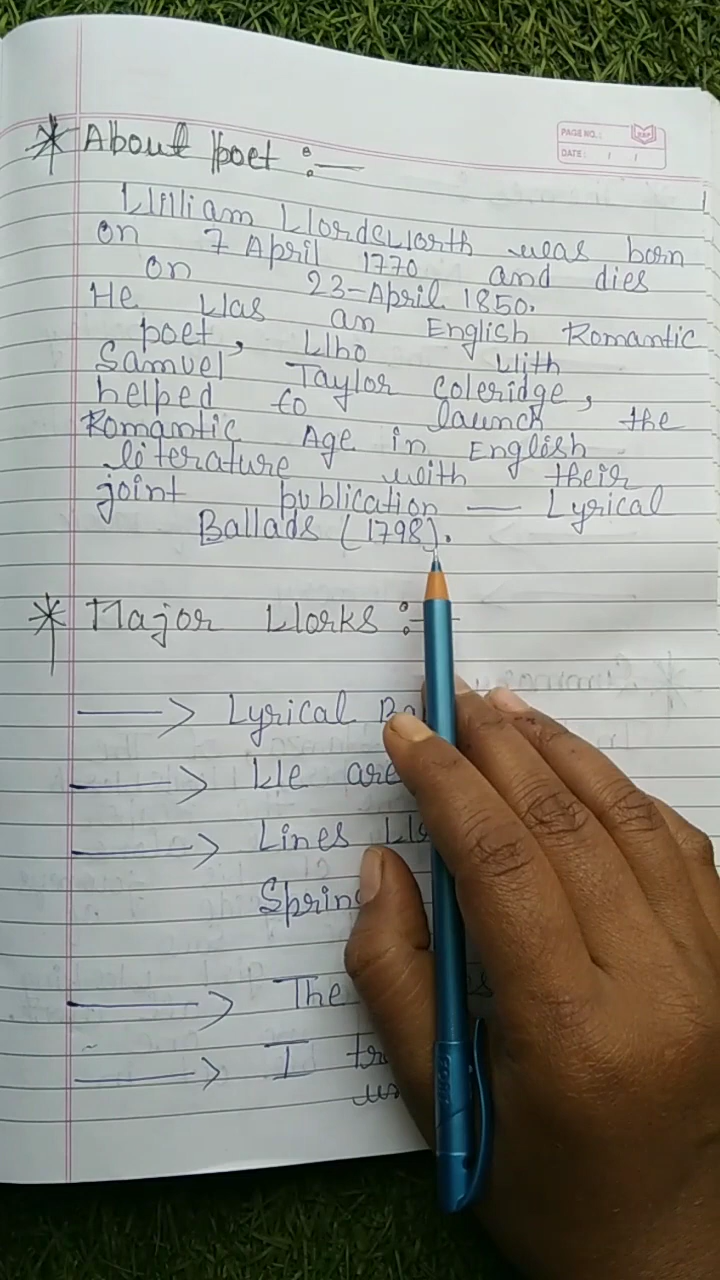 * About poet :—
PAGE NO.:
DATE: / /
William Wordsworth was born
on 7 April 1770 and dies
on 23-April 1850.
He was an English Romantic
poet, who with
Samuel Taylor Coleridge,
helped to launch the
Romantic Age in English
literature with their
joint publication — Lyrical
Ballads (1798).
* Major Works :—
→ Lyrical Ba
→ We are
→ Lines
Spring
→ The
→ I